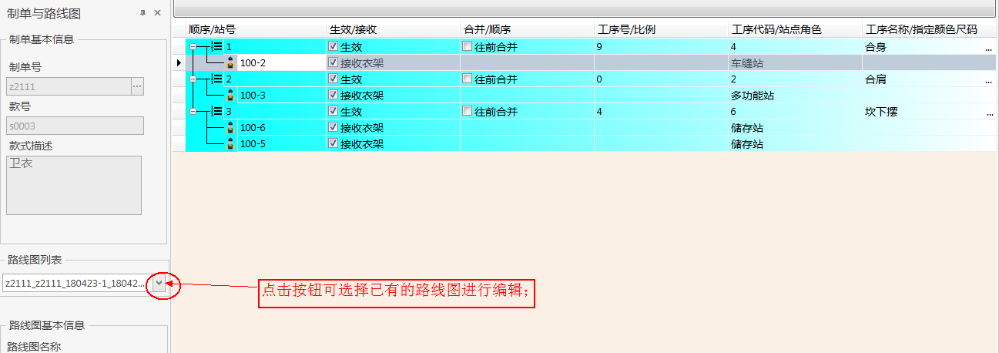 制单与路线图
制单基本信息
制单号
z2111
...
款号
s0003
款式描述
卫衣
路线图列表
z2111_z2111_180423-1_18042...
路线图基本信息
路线图名称
顺序/站号 生效/接收 合并/顺序 工序号/比例 工序代码/站点角色 工序名称/指定颜色尺码
1 生效 往前合并 9 4 合身 ...
100-2 接收衣架 车缝站
2 生效 往前合并 0 2 合肩 ...
100-3 接收衣架 多功能站
3 生效 往前合并 4 6 坎下摆 ...
100-6 接收衣架 储存站
100-5 接收衣架 储存站
点击按钮可选择已有的路线图进行编辑；